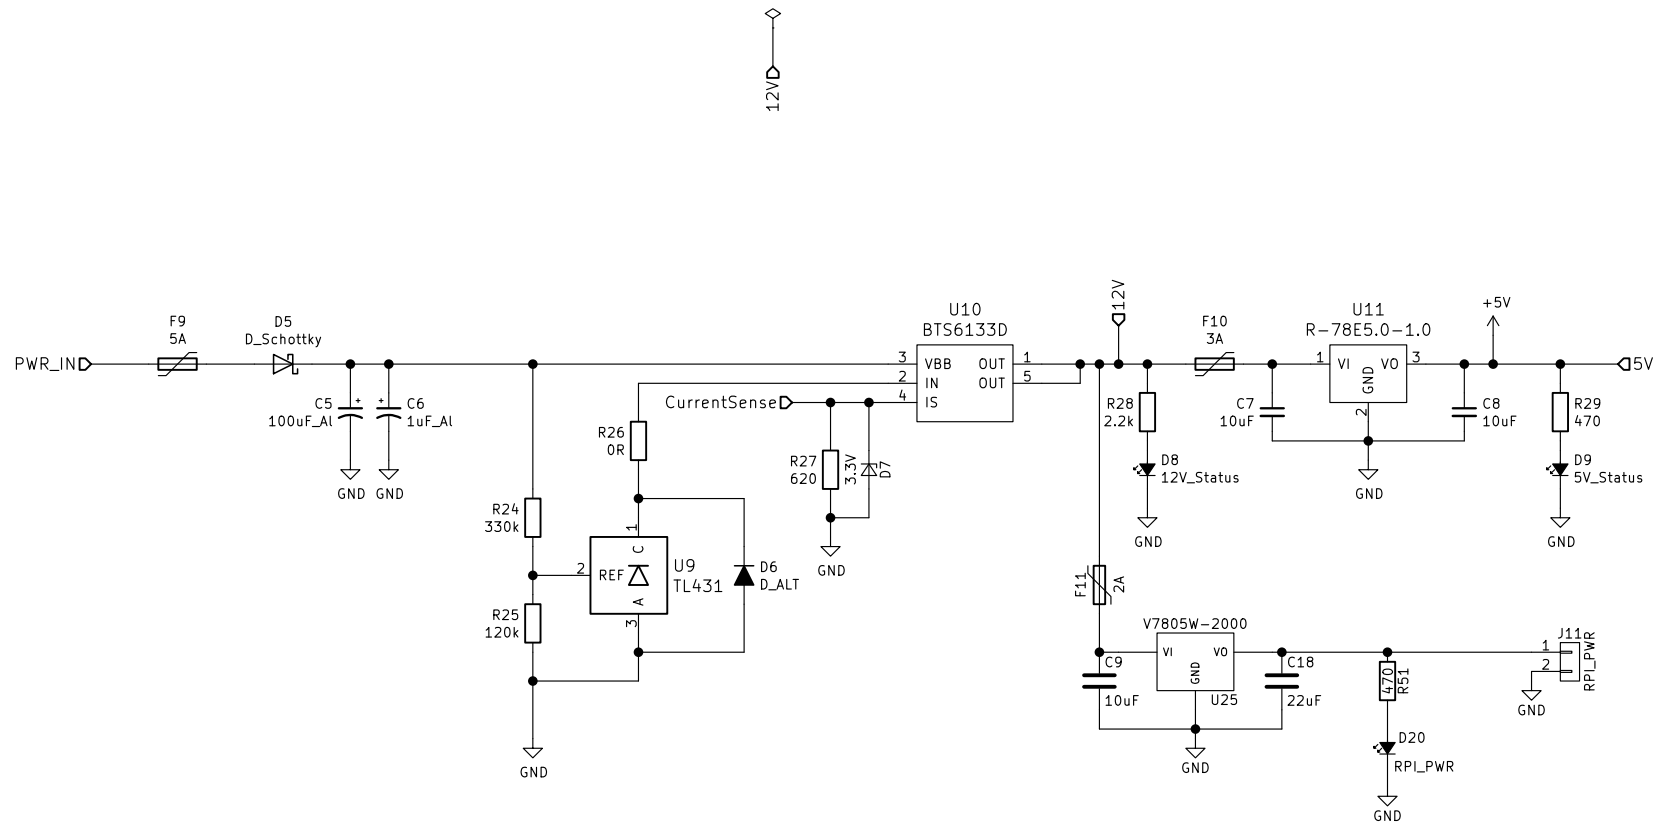 12V
PWR_IN
F9
5A
D5
D_Schottky
C5
100uF_Al
+
GND
C6
1uF_Al
+
GND
R24
330k
R25
120k
GND
R26
0R
U9
TL431
REF
C
A
1
2
3
D6
D_ALT
CurrentSense
R27
620
3.3V
D7
GND
U10
BTS6133D
3
2
4
VBB
IN
IS
OUT
OUT
1
5
12V
R28
2.2k
D8
12V_Status
GND
F10
3A
C7
10uF
U11
R-78E5.0-1.0
1
VI
VO
3
GND
2
GND
C8
10uF
+5V
5V
R29
470
D9
5V_Status
GND
F11
2A
V7805W-2000
VI
VO
GND
U25
C9
10uF
GND
C18
22uF
470
R51
D20
RPI_PWR
GND
J11
1
2
RPI_PWR
GND